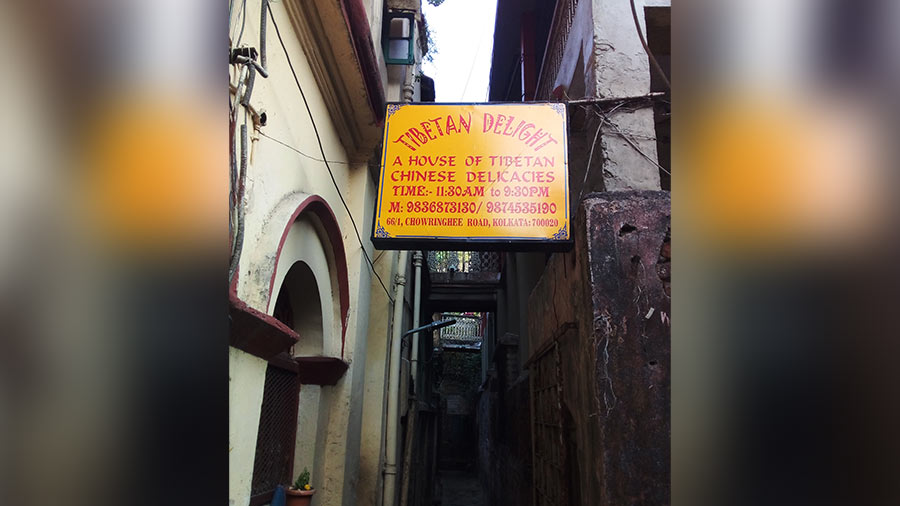 TIBETAN DELIGHT
A HOUSE OF TIBETAN
CHINESE DELICACIES
TIME:- 11:30AM to 9:30PM
M: 9836873130/ 9874535190
66/1, CHOWRINGHEE ROAD, KOLKATA: 700020